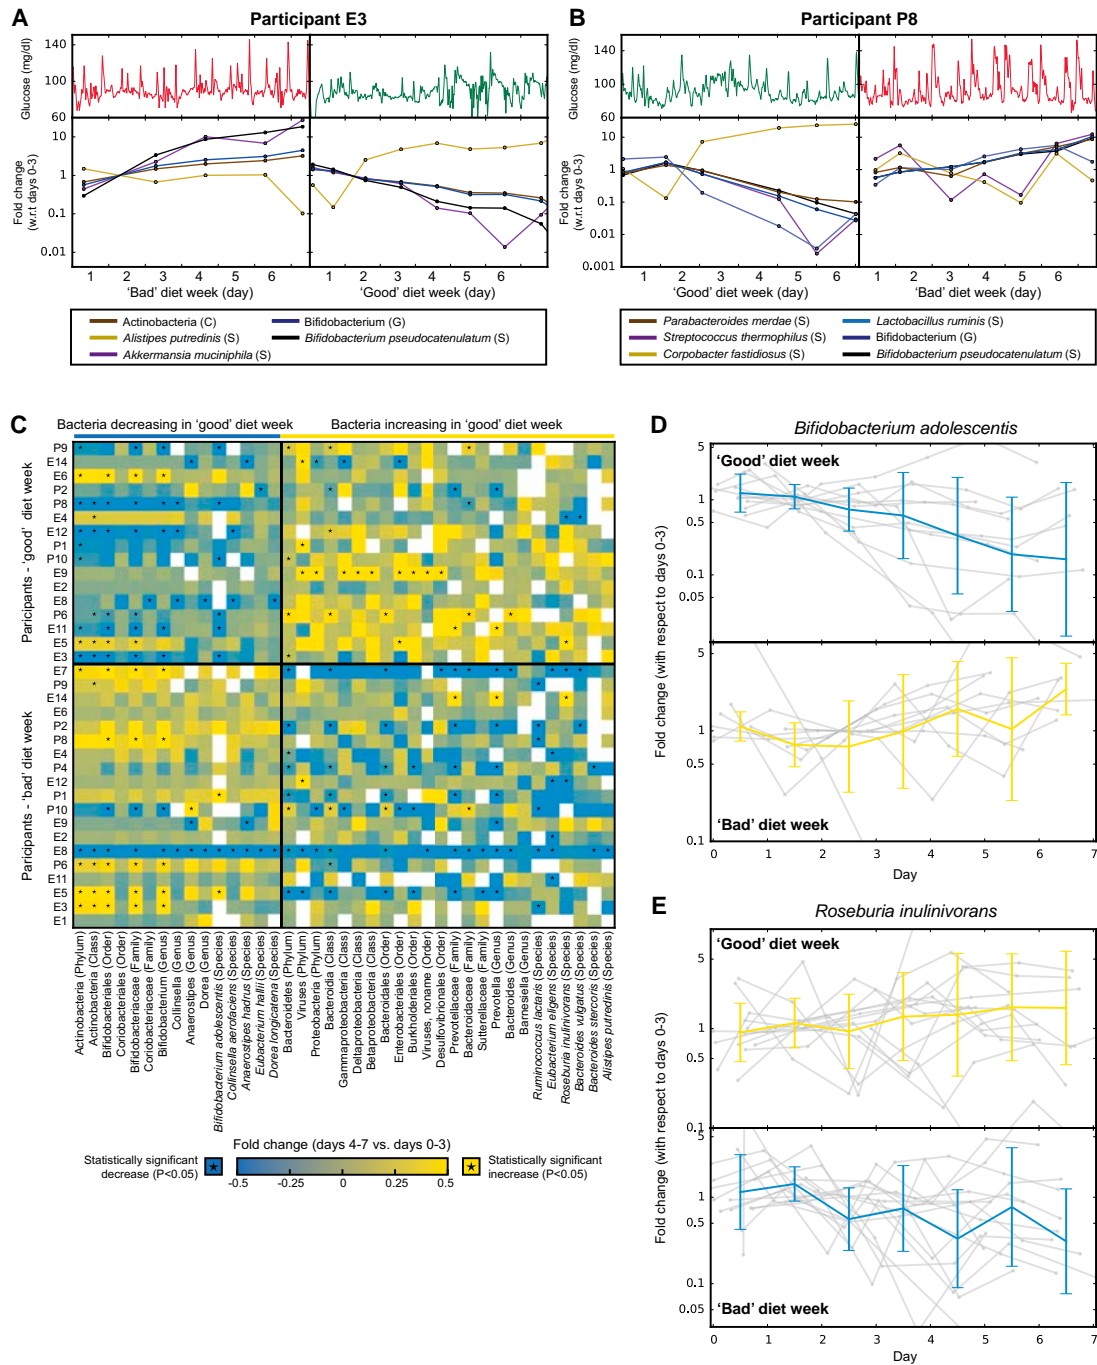 A
Participant E3
B
Participant P8
Glucose (mg/dl)
140
100
60
Fold change
(w.r.t days 0-3)
10
1
0.1
0.01
1 2 3 4 5 6
1 2 3 4 5 6
'Bad' diet week (day)
'Good' diet week (day)
Glucose (mg/dl)
140
100
60
Fold change
(w.r.t days 0-3)
10
1
0.1
0.01
0.001
1 2 3 4 5 6
1 2 3 4 5 6
'Good' diet week (day)
'Bad' diet week (day)
Actinobacteria (C)
Bifidobacterium (G)
Alistipes putredinis (S)
Bifidobacterium pseudocatenulatum (S)
Akkermansia muciniphila (S)
Parabacteroides merdae (S)
Lactobacillus ruminis (S)
Streptococcus thermophilus (S)
Bifidobacterium (G)
Corpobacter fastidiosus (S)
Bifidobacterium pseudocatenulatum (S)
C
Bacteria decreasing in 'good' diet week
Bacteria increasing in 'good' diet week
Participants - 'good' diet week
P9
E14
E6
P2
P8
E4
E12
P1
P10
E9
E2
E8
P6
E11
E5
E3
Participants - 'bad' diet week
E7
P9
E14
E6
P2
P8
E4
P4
E12
P1
P10
E9
E2
E8
P6
E11
E5
E3
E1
Actinobacteria (Phylum)
Actinobacteria (Class)
Bifidobacteriales (Order)
Coriobacteriales (Order)
Bifidobacteriaceae (Family)
Coriobacteriaceae (Family)
Bifidobacterium (Genus)
Collinsella (Genus)
Anaerostipes (Genus)
Dorea (Genus)
Bifidobacterium adolescentis (Species)
Collinsella aerofaciens (Species)
Anaerostipes hadrus (Species)
Eubacterium hallii (Species)
Dorea longicatena (Species)
Bacteroidetes (Phylum)
Viruses (Phylum)
Proteobacteria (Phylum)
Bacteroidia (Class)
Gammaproteobacteria (Class)
Deltaproteobacteria (Class)
Betaproteobacteria (Class)
Bacteroidales (Order)
Enterobacteriales (Order)
Burkholderiales (Order)
Viruses, noname (Order)
Desulfovibrionales (Order)
Prevotellaceae (Family)
Bacteroidaceae (Family)
Sutterellaceae (Family)
Prevotella (Genus)
Bacteroides (Genus)
Barnesiella (Genus)
Ruminococcus lactaris (Species)
Eubacterium eligens (Species)
Roseburia inulinivorans (Species)
Bacteroides vulgatus (Species)
Bacteroides stercoris (Species)
Alistipes putredinis (Species)
Fold change (days 4-7 vs. days 0-3)
Statistically significant
decrease (P<0.05)
-0.5 -0.25 0 0.25 0.5
Statistically significant
inecrease (P<0.05)
D
Bifidobacterium adolescentis
'Good' diet week
5
1
0.5
0.1
0.05
Fold change (with respect to days 0-3)
5
1
0.5
0.1
'Bad' diet week
0 1 2 3 4 5 6 7
Day
E
Roseburia inulinivorans
'Good' diet week
5
1
0.5
0.1
Fold change (with respect to days 0-3)
5
1
0.5
0.1
0.05
'Bad' diet week
0 1 2 3 4 5 6 7
Day